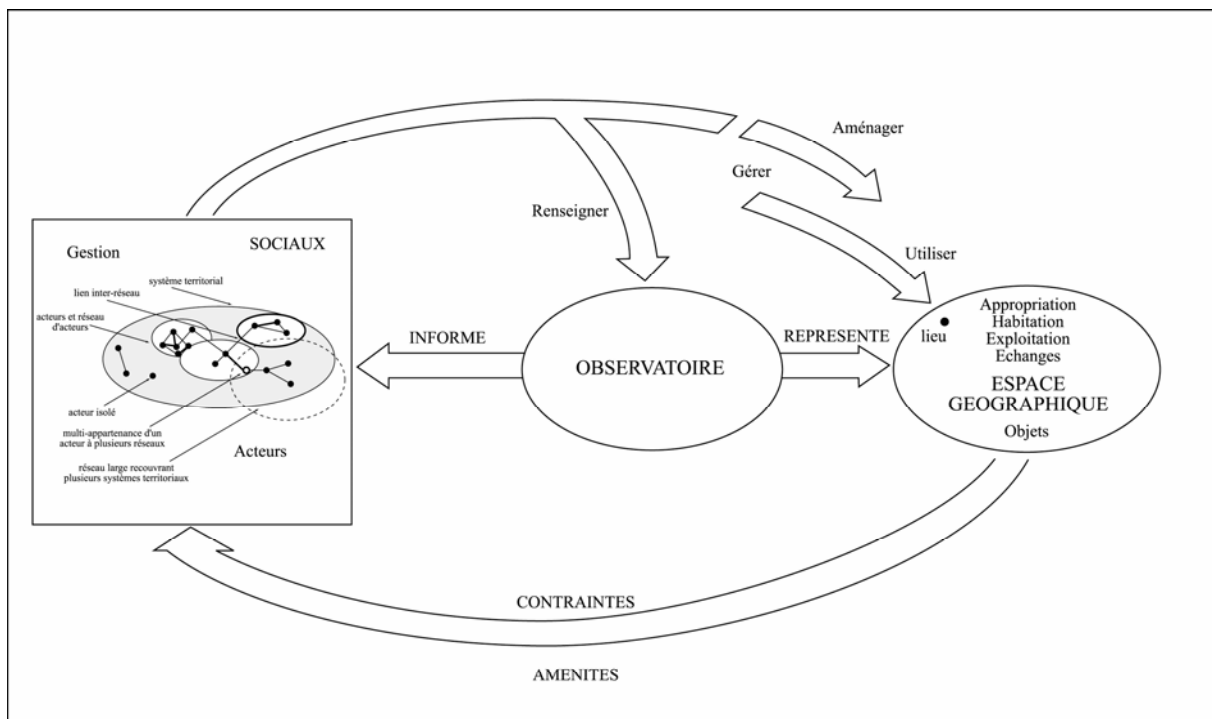 Aménager
Gérer
Renseigner
Utiliser
Gestion
SOCIAUX
système territorial
lien inter-réseau
acteurs et réseau
d'acteurs
acteur isolé
multi-appartenance d'un
acteur à plusieurs réseaux
Acteurs
réseau large recouvrant
plusieurs systèmes territoriaux
INFORME
OBSERVATOIRE
REPRESENTE
lieu
Appropriation
Habitation
Exploitation
Echanges
ESPACE
GEOGRAPHIQUE
Objets
CONTRAINTES
AMENITES